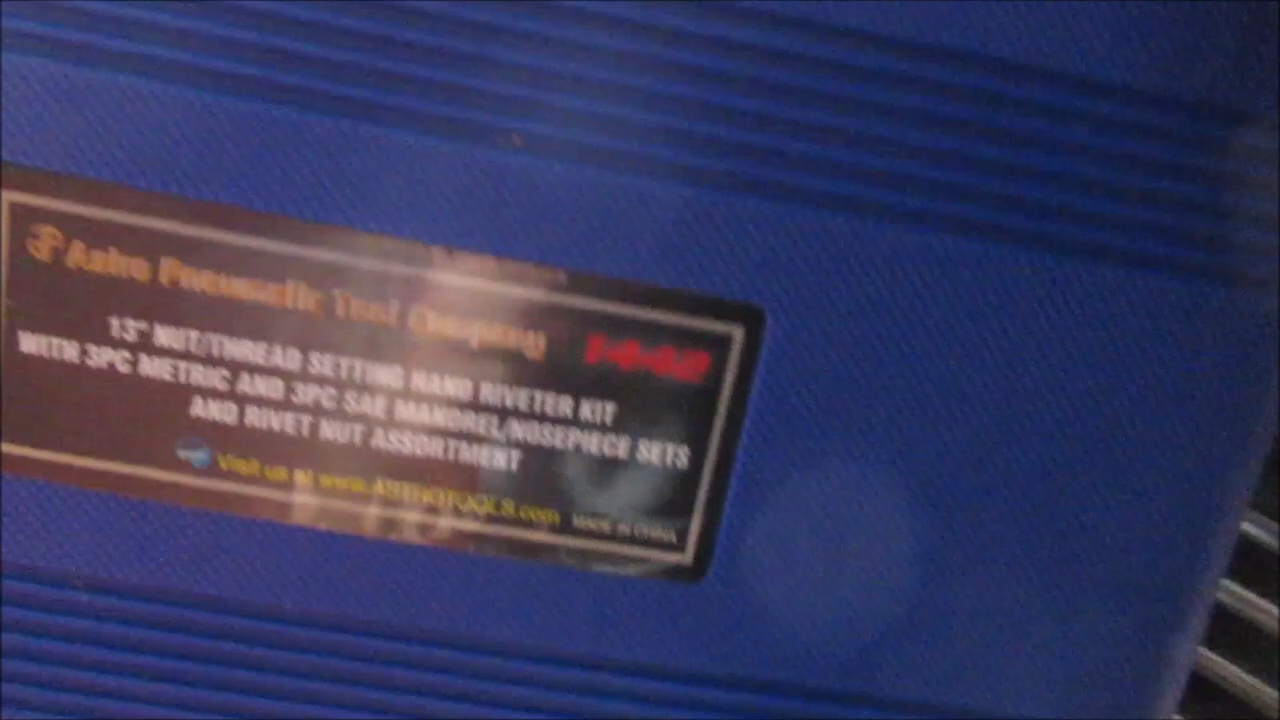 Astro Pneumatic Tool Company
13" NUT/THREAD SETTING HAND RIVETER KIT
WITH 3PC METRIC AND 3PC SAE MANDREL/NOSEPIECE SETS
AND RIVET NUT ASSORTMENT
Visit us at www.ASTROTOOLS.com
MADE IN CHINA